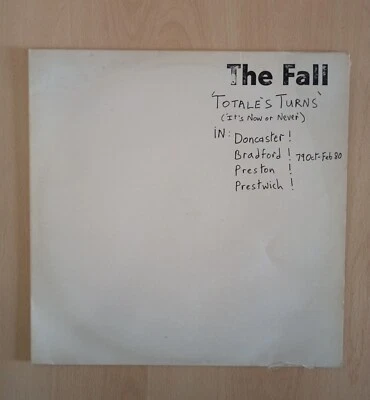 The Fall
'TOTALE'S TURNS'
(IT'S NOW OR NEVER)
iN: Doncaster!
Bradford! 79 Oct-Feb 80
Preston !
Prestwich !